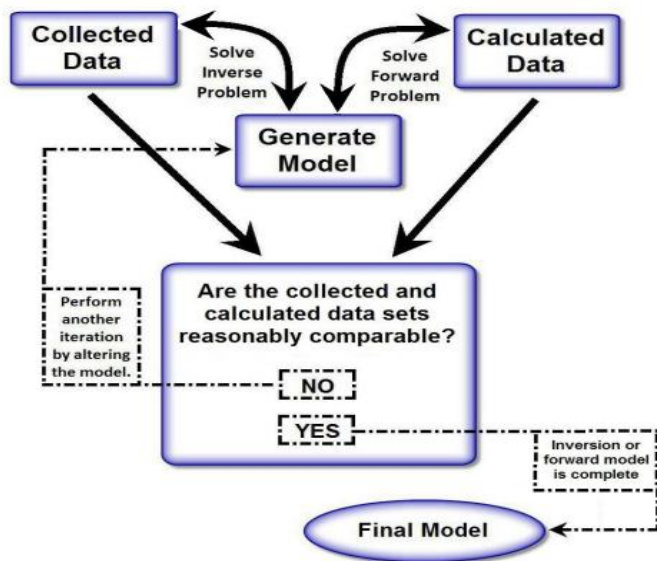 Collected
Data
Solve
Inverse
Problem
Solve
Forward
Problem
Calculated
Data
Generate
Model
Are the collected and
calculated data sets
reasonably comparable?
NO
YES
Perform
another
iteration
by altering
the model.
Inversion or
forward model
is complete
Final Model